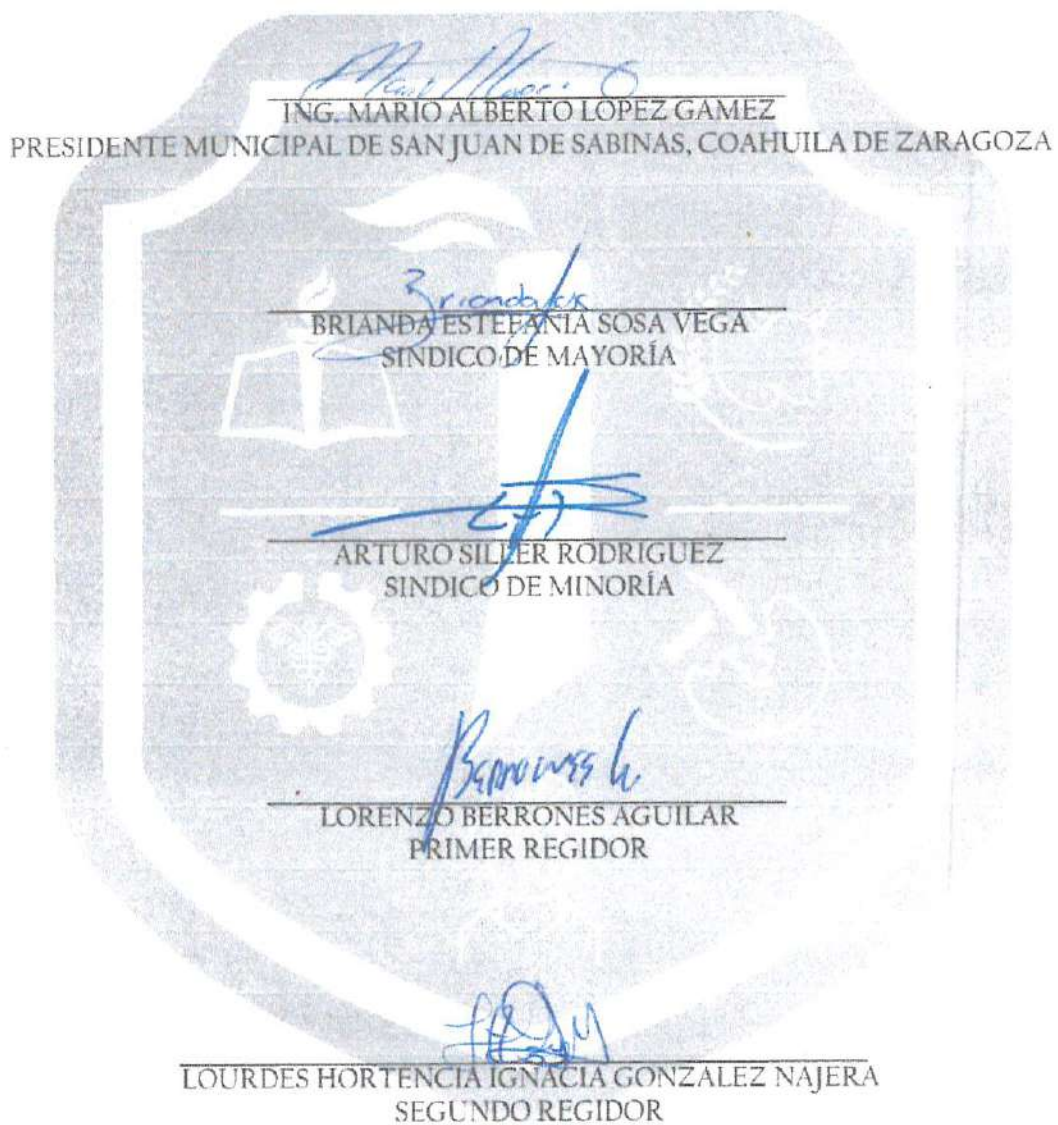 ING. MARIO ALBERTO LOPEZ GAMEZ
PRESIDENTE MUNICIPAL DE SAN JUAN DE SABINAS, COAHUILA DE ZARAGOZA
Brianda
BRIANDA ESTEFANIA SOSA VEGA
SINDICO DE MAYORÍA
ARTURO SILLER RODRIGUEZ
SINDICO DE MINORÍA
Berrones
LORENZO BERRONES AGUILAR
PRIMER REGIDOR
LOURDES HORTENCIA IGNACIA GONZALEZ NAJERA
SEGUNDO REGIDOR